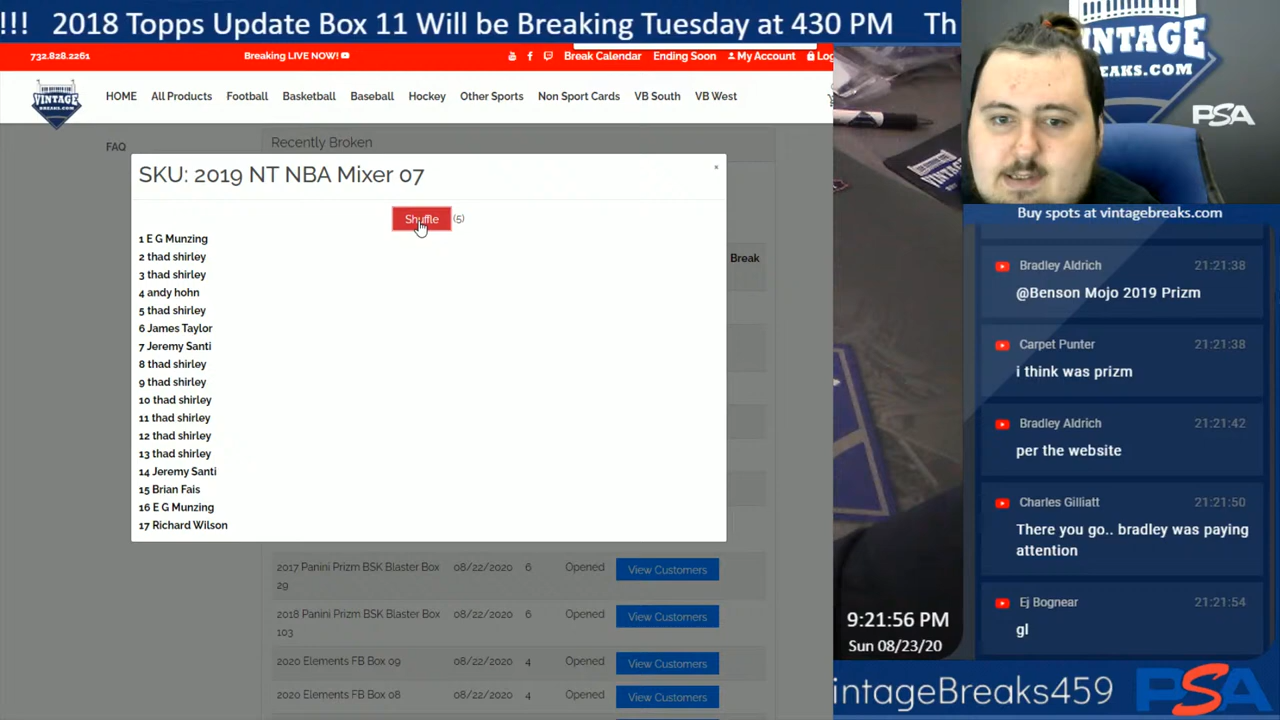 !!! 2018 Topps Update Box 11 Will be Breaking Tuesday at 430 PM Th
732.828.2261 Breaking LIVE NOW! Break Calendar Ending Soon My Account Log
VINTAGE
BREAKS.COM
HOME All Products Football Basketball Baseball Hockey Other Sports Non Sport Cards VB South VB West
FAQ
Recently Broken
Break
SKU: 2019 NT NBA Mixer 07
×
Shuffle (5)
1 E G Munzing
2 thad shirley
3 thad shirley
4 andy hohn
5 thad shirley
6 James Taylor
7 Jeremy Santi
8 thad shirley
9 thad shirley
10 thad shirley
11 thad shirley
12 thad shirley
13 thad shirley
14 Jeremy Santi
15 Brian Fais
16 E G Munzing
17 Richard Wilson
2017 Panini Prizm BSK Blaster Box 29 08/22/2020 6 Opened View Customers
2018 Panini Prizm BSK Blaster Box 103 08/22/2020 6 Opened View Customers
2020 Elements FB Box 09 08/22/2020 4 Opened View Customers
2020 Elements FB Box 08 08/22/2020 4 Opened View Customers
INTAGE
EAKS.COM
PSA
Buy spots at vintagebreaks.com
Bradley Aldrich 21:21:38
@Benson Mojo 2019 Prizm
Carpet Punter 21:21:38
i think was prizm
Bradley Aldrich 21:21:42
per the website
Charles Gilliatt 21:21:50
There you go.. bradley was paying
attention
Ej Bognear 21:21:54
gl
9:21:56 PM
Sun 08/23/20
intageBreaks459 PSA